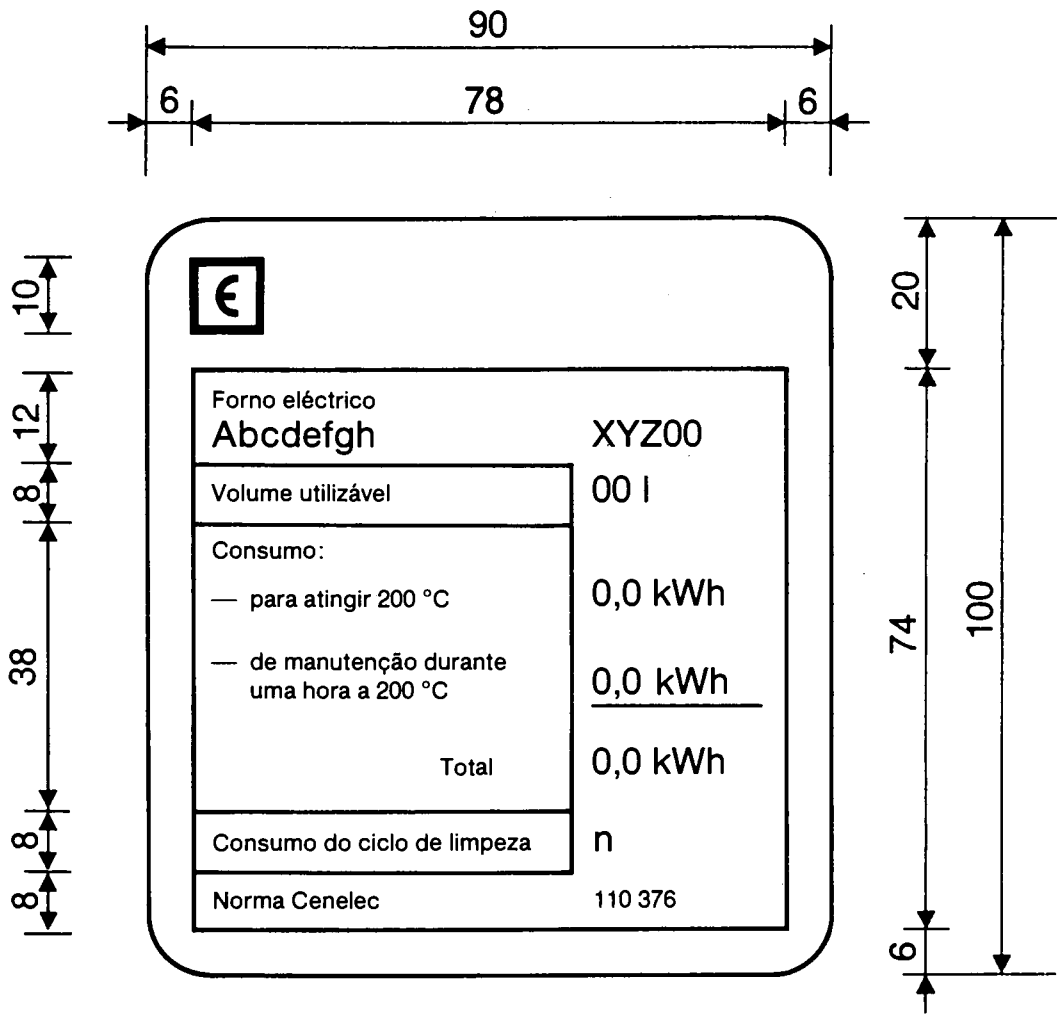 90
6 78 6
10
20
Є
12
Forno eléctrico
Abcdefgh XYZ00
8
Volume utilizável 00 l
38
Consumo:
— para atingir 200 °C 0,0 kWh
74
100
— de manutenção durante
uma hora a 200 °C 0,0 kWh
Total 0,0 kWh
8
Consumo do ciclo de limpeza n
8
Norma Cenelec 110 376
6